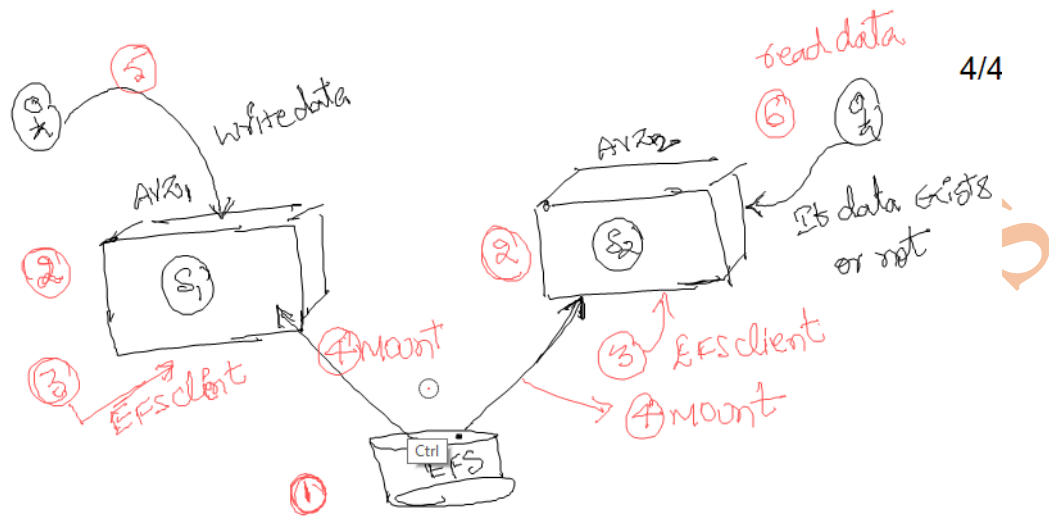 read data
4/4
5
6
write data
AVZ1
AVZ2
2
S1
2
S2
If data exists
or not
3
EFS client
4 Mount
3 EFS client
4 Mount
Ctrl
EFS
1